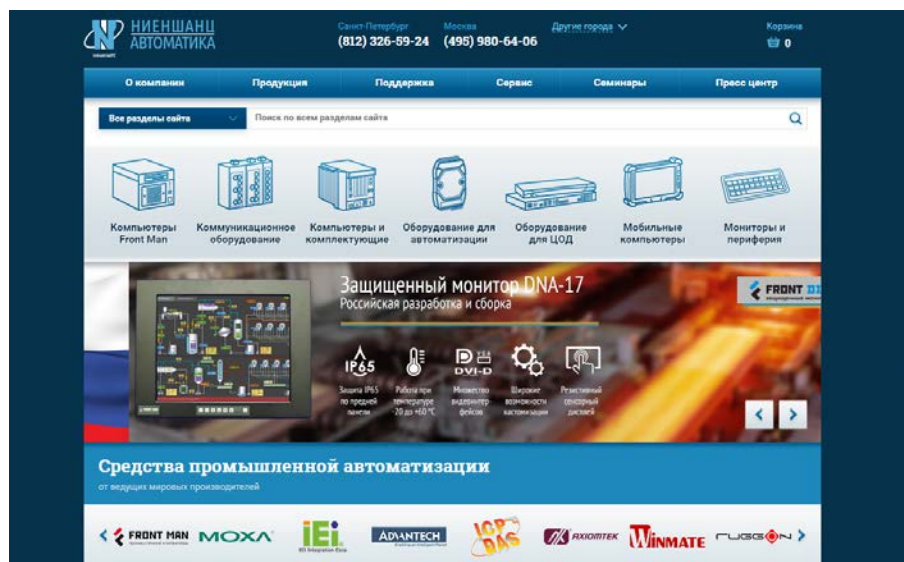 НИЕНШАНЦ
АВТОМАТИКА
Санкт-Петербург
(812) 326-59-24
Москва
(495) 980-64-06
Другие города
Корзина
0
О компании
Продукция
Поддержка
Сервис
Семинары
Пресс центр
Все разделы сайта
Поиск по всем разделам сайта
Компьютеры
Front Man
Коммуникационное
оборудование
Компьютеры и
комплектующие
Оборудование для
автоматизации
Оборудование
для ЦОД
Мобильные
компьютеры
Мониторы и
периферия
Защищенный монитор DNA-17
Российская разработка и сборка
FRONT
IP65
Защита IP65
по предней
панели
Работа при
температуре
-20 до +60 °C
DVI-D
Множество
видеоинтер
фейсов
Широкие
возможности
кастомизации
Резистивный
сенсорный
дисплей
Средства промышленной автоматизации
от ведущих мировых производителей
FRONT MAN
MOXA
iEi
ADVANTECH
ICP
DAS
AXIOMTEK
WINMATE
RUGGON